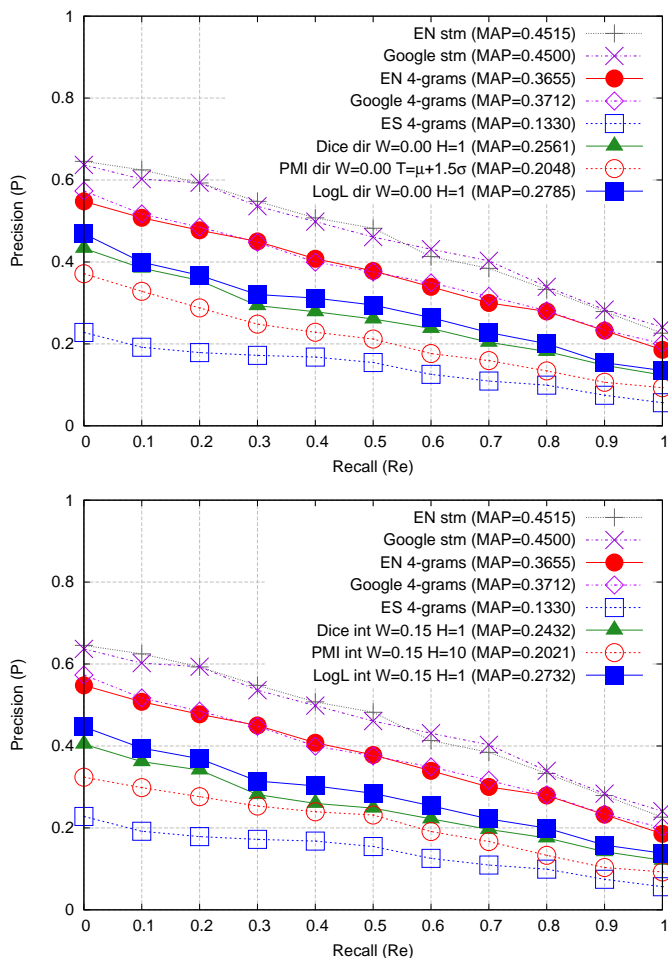 1
0.8
0.6
0.4
0.2
0
Precision (P)
EN stm (MAP=0.4515)
Google stm (MAP=0.4500)
EN 4-grams (MAP=0.3655)
Google 4-grams (MAP=0.3712)
ES 4-grams (MAP=0.1330)
Dice dir W=0.00 H=1 (MAP=0.2561)
PMI dir W=0.00 T=μ+1.5σ (MAP=0.2048)
LogL dir W=0.00 H=1 (MAP=0.2785)
0 0.1 0.2 0.3 0.4 0.5 0.6 0.7 0.8 0.9 1
Recall (Re)
1
0.8
0.6
0.4
0.2
0
Precision (P)
EN stm (MAP=0.4515)
Google stm (MAP=0.4500)
EN 4-grams (MAP=0.3655)
Google 4-grams (MAP=0.3712)
ES 4-grams (MAP=0.1330)
Dice int W=0.15 H=1 (MAP=0.2432)
PMI int W=0.15 H=10 (MAP=0.2021)
LogL int W=0.15 H=1 (MAP=0.2732)
0 0.1 0.2 0.3 0.4 0.5 0.6 0.7 0.8 0.9 1
Recall (Re)